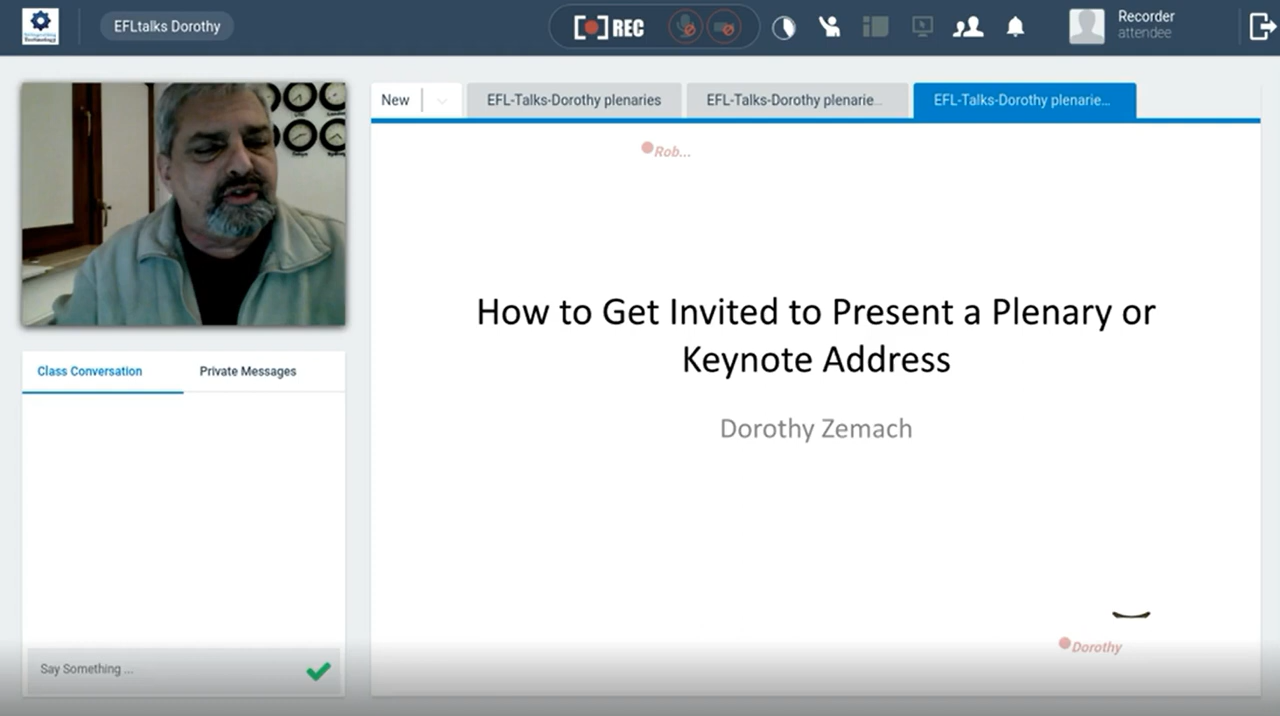 EFLtalks Dorothy
REC
Recorder
attendee
New
EFL-Talks-Dorothy plenaries
EFL-Talks-Dorothy plenarie...
EFL-Talks-Dorothy plenarie...
Rob...
How to Get Invited to Present a Plenary or
Keynote Address
Dorothy Zemach
Class Conversation
Private Messages
Say Something ...
Dorothy